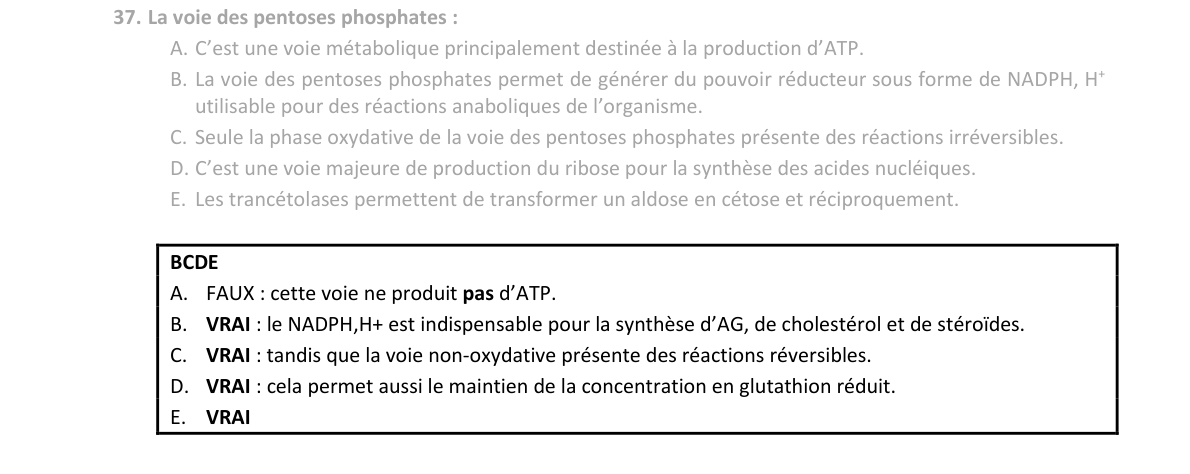 37. La voie des pentoses phosphates :
A. C’est une voie métabolique principalement destinée à la production d’ATP.
B. La voie des pentoses phosphates permet de générer du pouvoir réducteur sous forme de NADPH, H⁺
utilisable pour des réactions anaboliques de l’organisme.
C. Seule la phase oxydative de la voie des pentoses phosphates présente des réactions irréversibles.
D. C’est une voie majeure de production du ribose pour la synthèse des acides nucléiques.
E. Les trancétolases permettent de transformer un aldose en cétose et réciproquement.
BCDE
A. FAUX : cette voie ne produit pas d’ATP.
B. VRAI : le NADPH,H+ est indispensable pour la synthèse d’AG, de cholestérol et de stéroïdes.
C. VRAI : tandis que la voie non-oxydative présente des réactions réversibles.
D. VRAI : cela permet aussi le maintien de la concentration en glutathion réduit.
E. VRAI